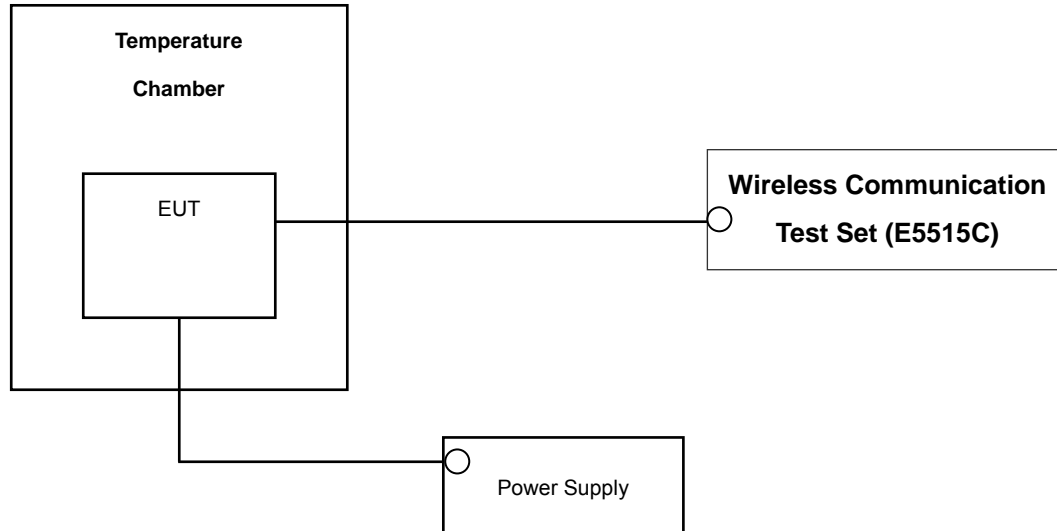 Temperature
Chamber
EUT
Wireless Communication
Test Set (E5515C)
Power Supply